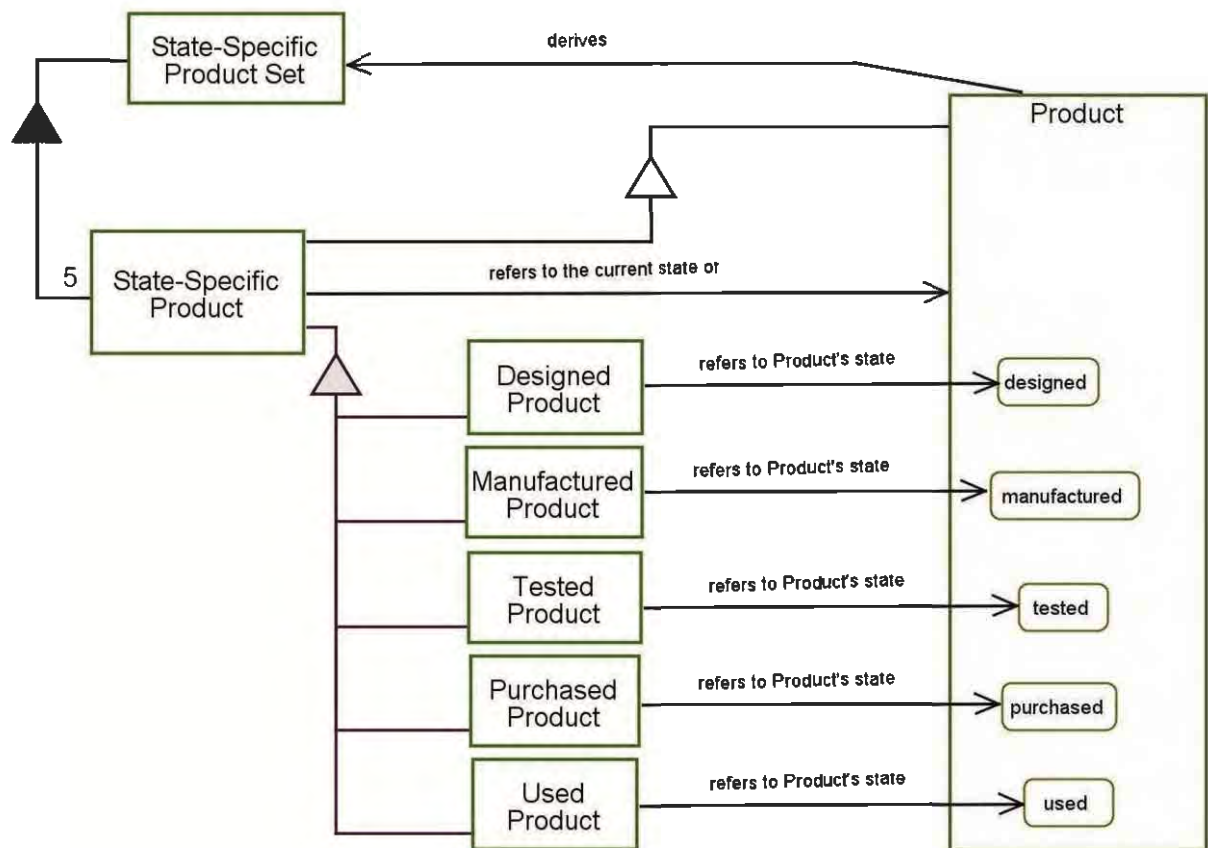 State-Specific
Product Set
derives
Product
5
State-Specific
Product
refers to the current state or
Designed
Product
refers to Product's state
designed
Manufactured
Product
refers to Product's state
manufactured
Tested
Product
refers to Product's state
tested
Purchased
Product
refers to Product's state
purchased
Used
Product
refers to Product's state
used